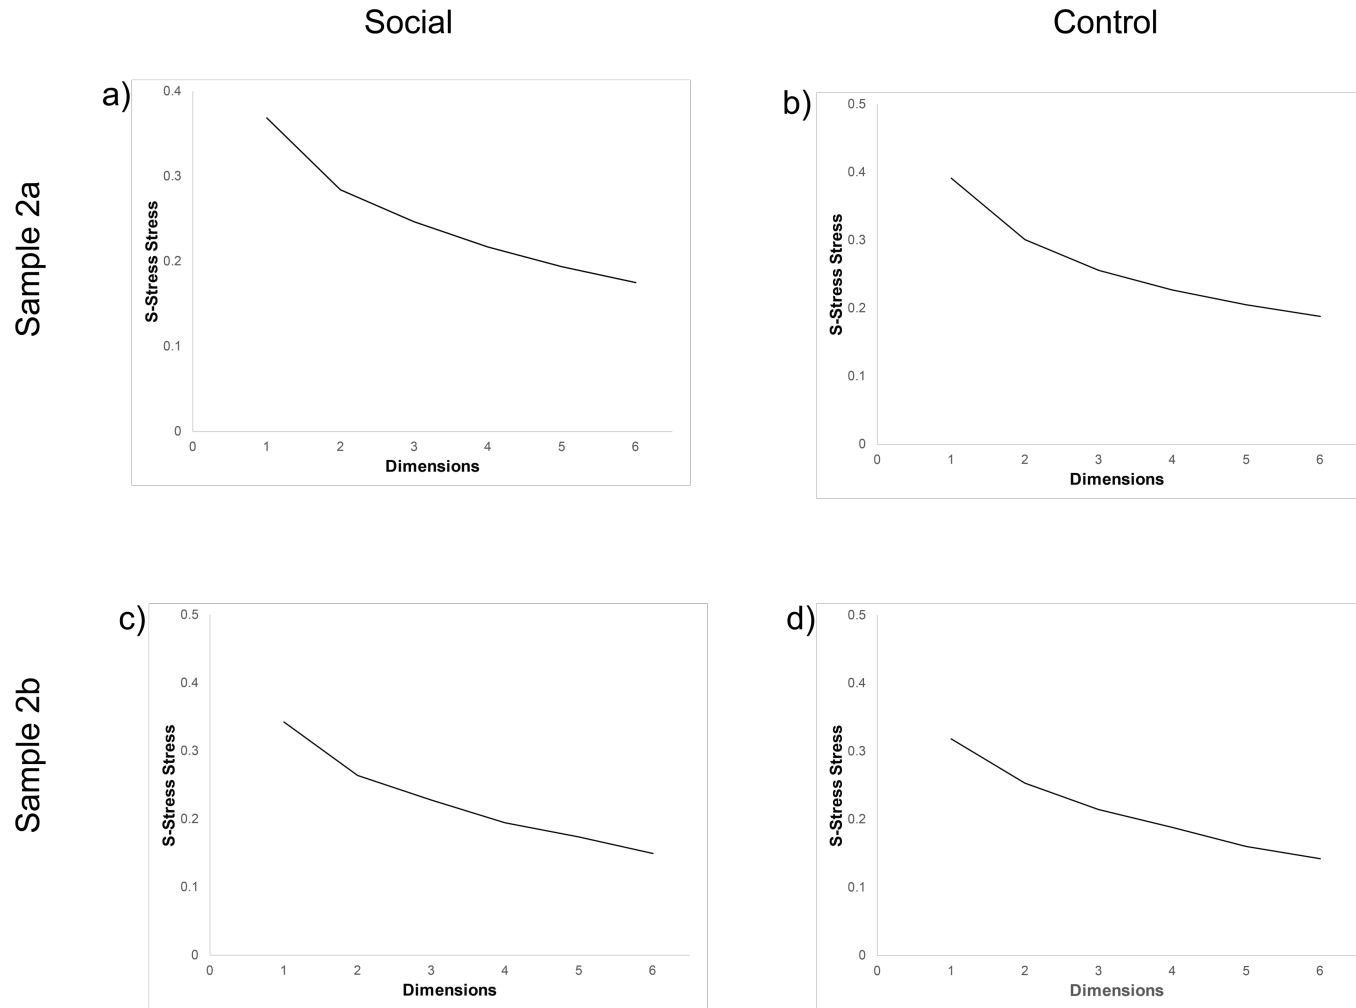 Social
Control
Sample 2a
a)
0.4
0.3
0.2
0.1
0
S-Stress Stress
0 1 2 3 4 5 6
Dimensions
b)
0.5
0.4
0.3
0.2
0.1
0
S-Stress Stress
0 1 2 3 4 5 6
Dimensions
Sample 2b
c)
0.5
0.4
0.3
0.2
0.1
0
S-Stress Stress
0 1 2 3 4 5 6
Dimensions
d)
0.5
0.4
0.3
0.2
0.1
0
S-Stress Stress
0 1 2 3 4 5 6
Dimensions